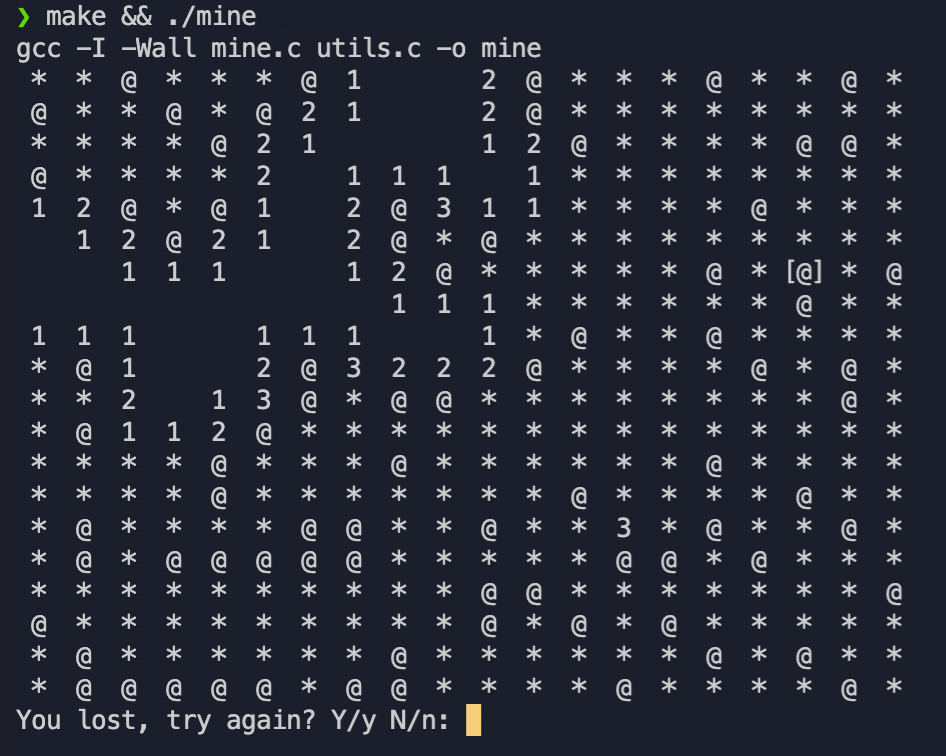 ❯ make && ./mine
gcc -I -Wall mine.c utils.c -o mine
* * @ * * * @ 1     2 @ * * * @ * * @ *
@ * * @ * @ 2 1     2 @ * * * * * * * *
* * * * @ 2 1       1 2 @ * * * * @ @ *
@ * * * * 2   1 1 1   1 * * * * * * * *
1 2 @ * @ 1   2 @ 3 1 1 * * * * @ * * *
  1 2 @ 2 1   2 @ * @ * * * * * * * * *
    1 1 1     1 2 @ * * * * * @ * [@] * @
                1 1 1 * * * * * * @ * *
1 1 1     1 1 1     1 * @ * * @ * * * *
* @ 1     2 @ 3 2 2 2 @ * * * * @ * @ *
* * 2   1 3 @ * @ @ * * * * * * * * @ *
* @ 1 1 2 @ * * * * * * * * * * * * * *
* * * * @ * * * @ * * * * * * @ * * * *
* * * * @ * * * * * * * @ * * * * @ * *
* @ * * * * @ @ * * @ * * 3 * @ * * @ *
* @ * @ @ @ @ @ * * * * * @ @ * @ * * *
* * * * * * * * * * @ @ * * * * * * * @
@ * * * * * * * * * @ * @ * @ * * * * *
* @ * * * * * * @ * * * * * * @ * @ * *
* @ @ @ @ @ * @ @ * * * * @ * * * * @ *
You lost, try again? Y/y N/n: